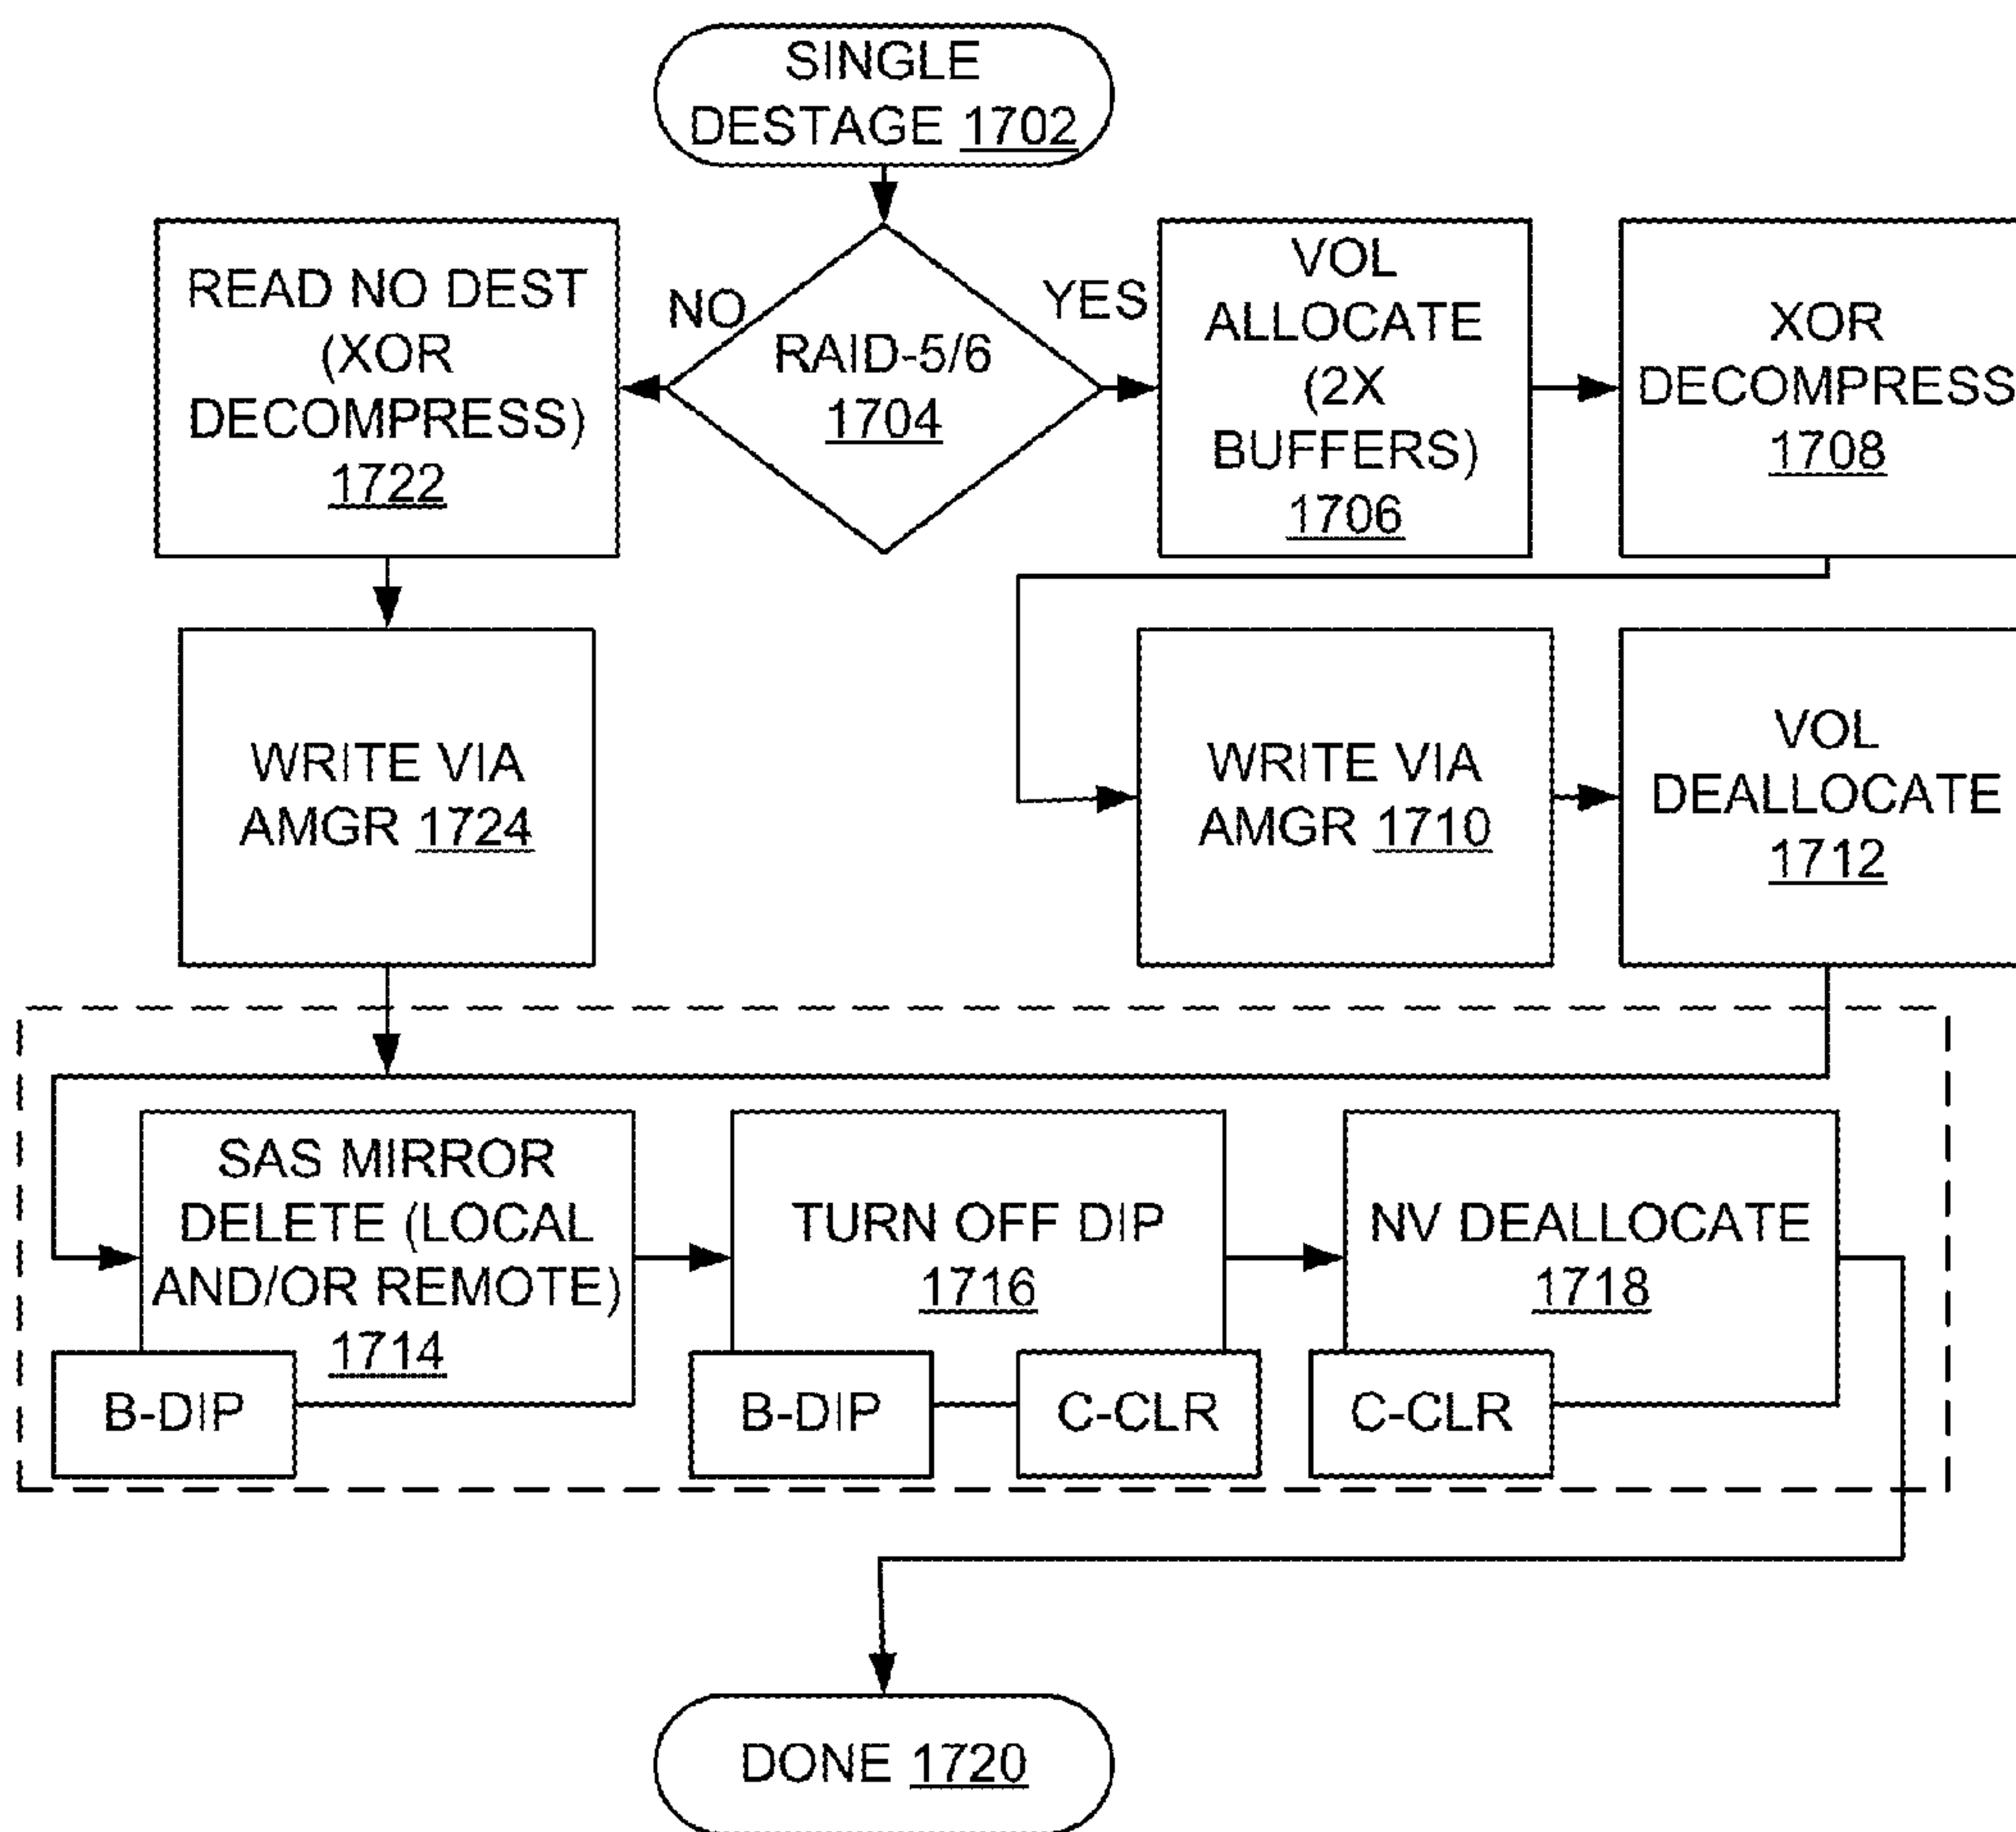 SINGLE
DESTAGE 1702
READ NO DEST
(XOR
DECOMPRESS)
1722
NO
RAID-5/6
1704
YES
VOL
ALLOCATE
(2X
BUFFERS)
1706
XOR
DECOMPRESS
1708
WRITE VIA
AMGR 1724
WRITE VIA
AMGR 1710
VOL
DEALLOCATE
1712
SAS MIRROR
DELETE (LOCAL
AND/OR REMOTE)
1714
B-DIP
TURN OFF DIP
1716
B-DIP
C-CLR
NV DEALLOCATE
1718
C-CLR
DONE 1720